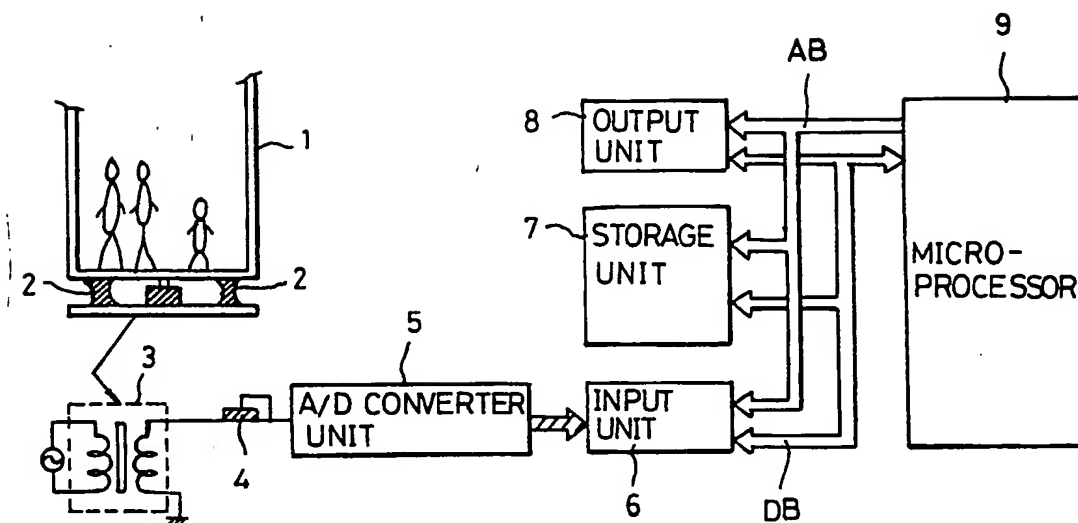 9
AB
8
OUTPUT
UNIT
1
7
STORAGE
UNIT
MICRO-
PROCESSOR
2
2
3
5
A/D CONVERTER
UNIT
INPUT
UNIT
4
6
DB